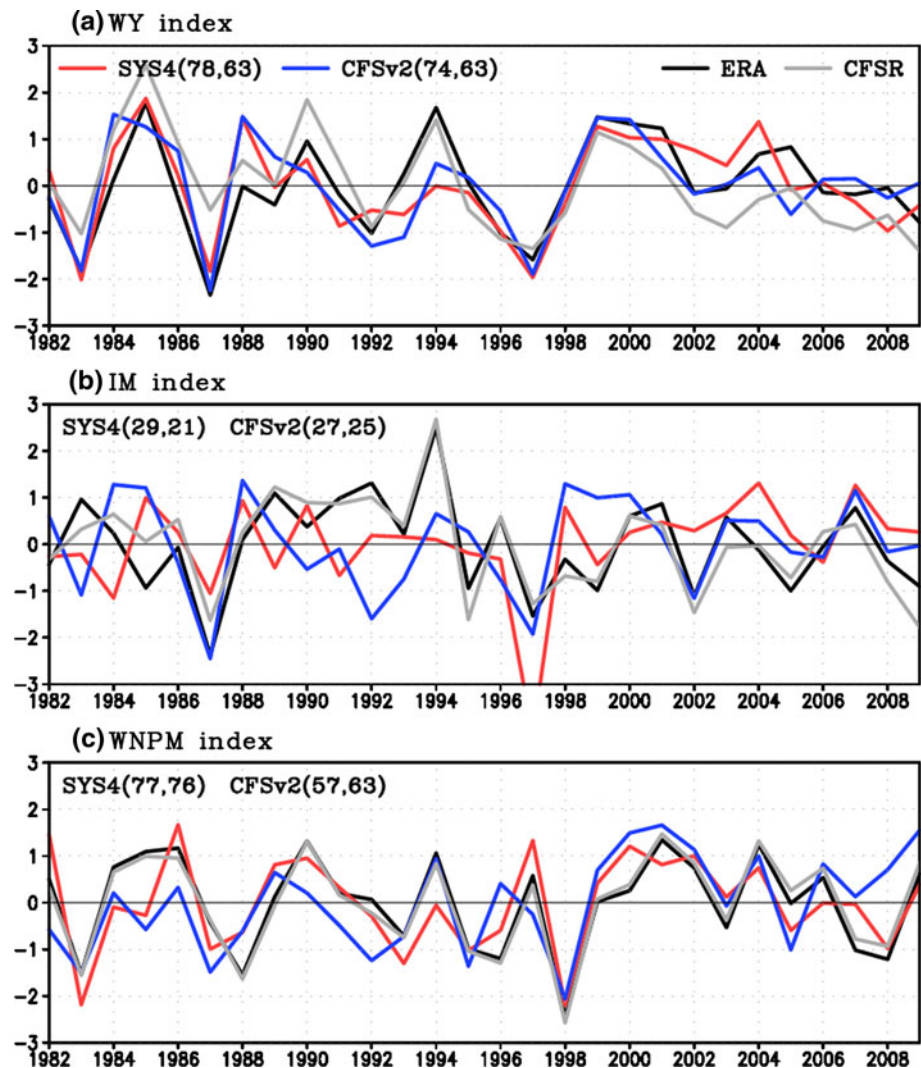 (a) WY index
3
SYS4(78,63) CFSv2(74,63) ERA CFSR
2
1
0
-1
-2
-3
1982 1984 1986 1988 1990 1992 1994 1996 1998 2000 2002 2004 2006 2008
(b) IM index
3
SYS4(29,21) CFSv2(27,25)
2
1
0
-1
-2
-3
1982 1984 1986 1988 1990 1992 1994 1996 1998 2000 2002 2004 2006 2008
(c) WNPM index
3
SYS4(77,76) CFSv2(57,63)
2
1
0
-1
-2
-3
1982 1984 1986 1988 1990 1992 1994 1996 1998 2000 2002 2004 2006 2008